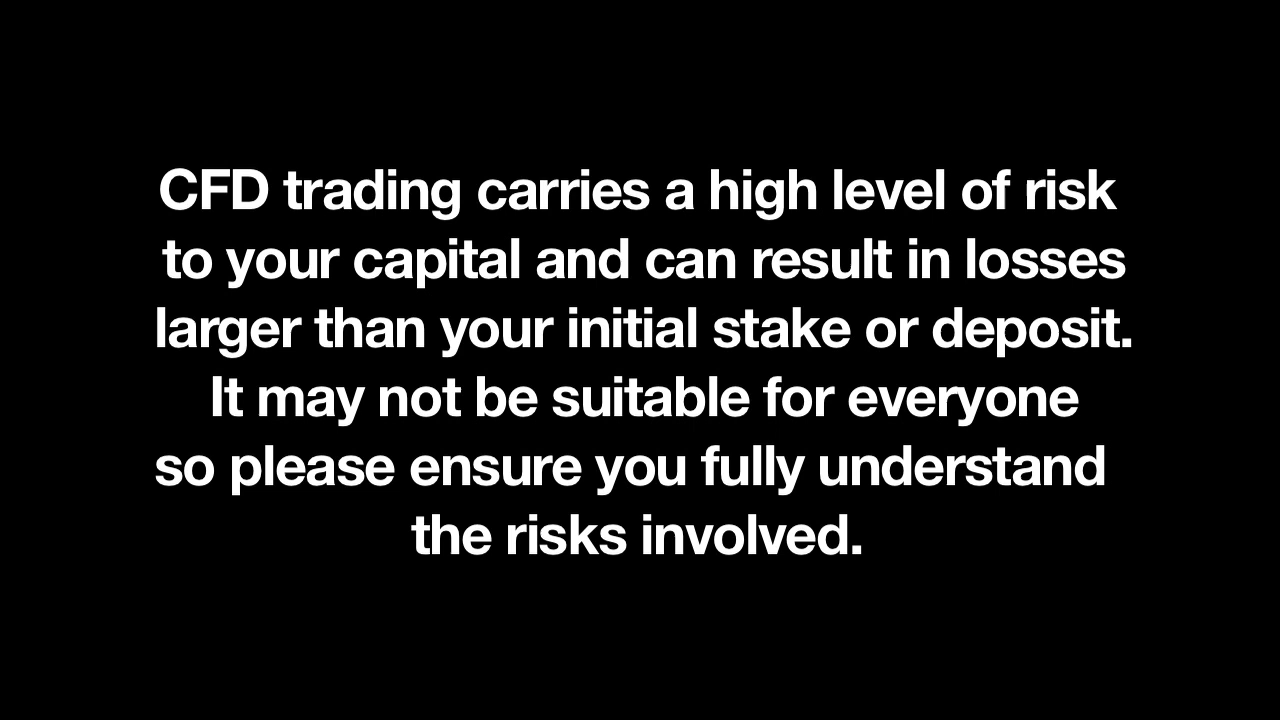 CFD trading carries a high level of risk
to your capital and can result in losses
larger than your initial stake or deposit.
It may not be suitable for everyone
so please ensure you fully understand
the risks involved.